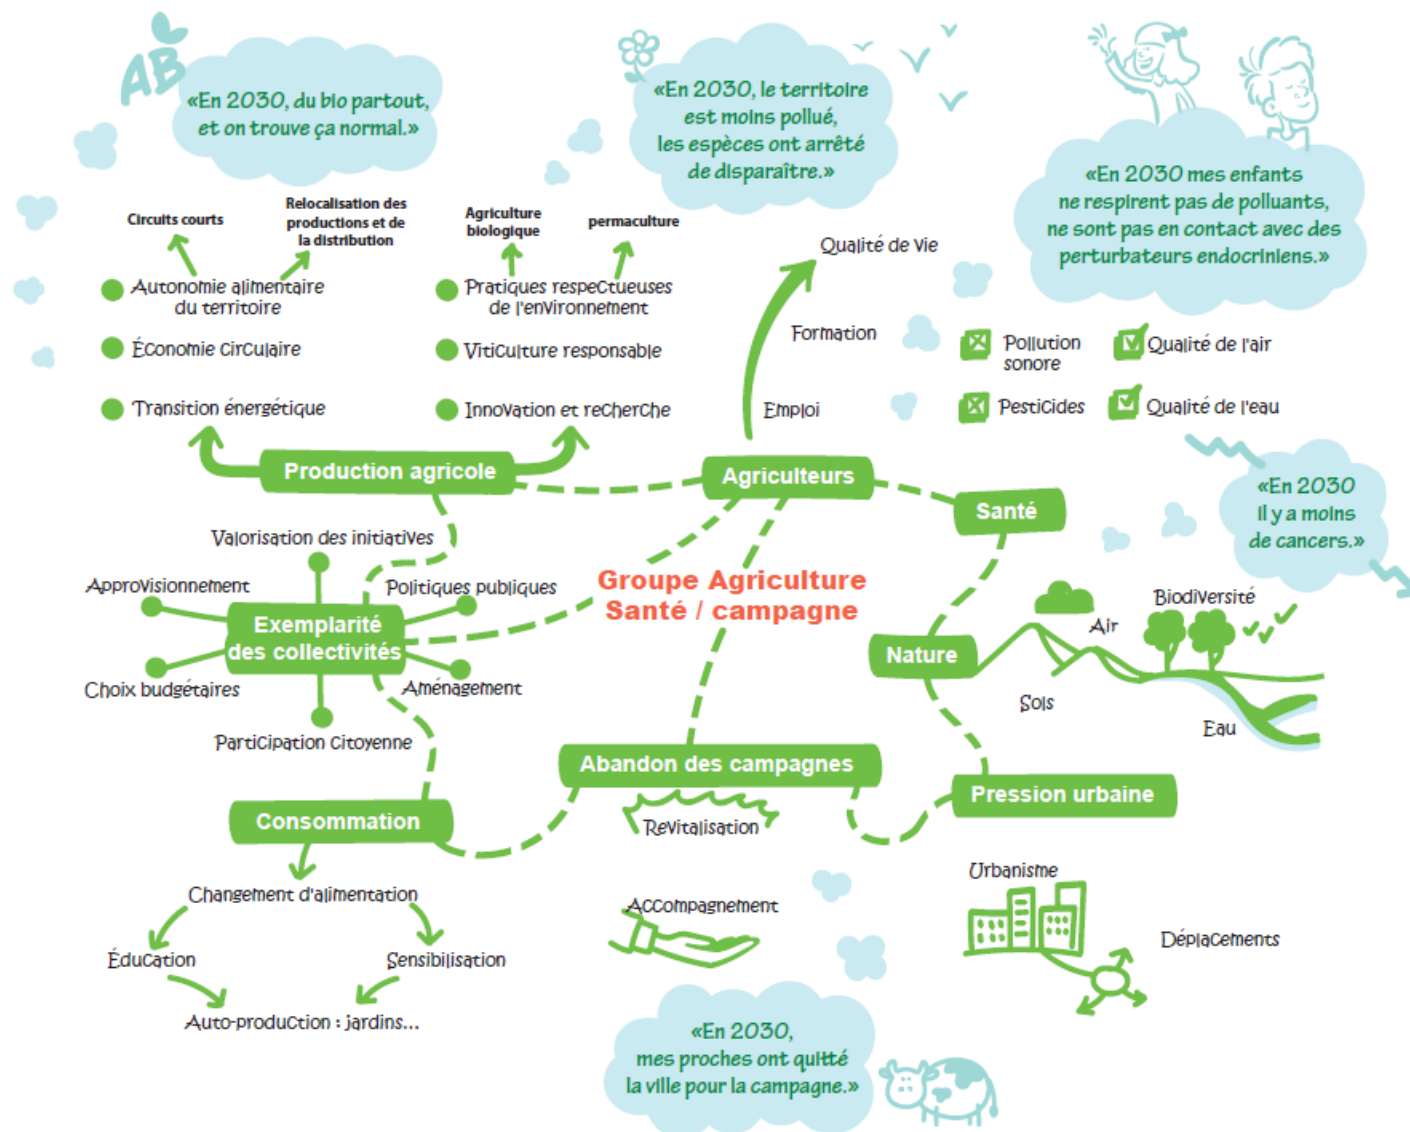 AB
«En 2030, du bio partout,
et on trouve ça normal.»
«En 2030, le territoire
est moins pollué,
les espèces ont arrêté
de disparaître.»
«En 2030 mes enfants
ne respirent pas de polluants,
ne sont pas en contact avec des
perturbateurs endocriniens.»
Circuits courts
Relocalisation des
productions et de
la distribution
Agriculture
biologique
permaculture
Autonomie alimentaire
du territoire
Économie circulaire
Transition énergétique
Pratiques respectueuses
de l'environnement
Viticulture responsable
Innovation et recherche
Qualité de vie
Formation
Emploi
Pollution
sonore
Qualité de l'air
Pesticides
Qualité de l'eau
Production agricole
Agriculteurs
Santé
«En 2030
il y a moins
de cancers.»
Valorisation des initiatives
Approvisionnement
Politiques publiques
Exemplarité
des collectivités
Choix budgétaires
Aménagement
Participation citoyenne
Groupe Agriculture
Santé / campagne
Nature
Air
Biodiversité
Sols
Eau
Abandon des campagnes
Revitalisation
Accompagnement
Pression urbaine
Urbanisme
Déplacements
Consommation
Changement d'alimentation
Éducation
Sensibilisation
Auto-production : jardins...
«En 2030,
mes proches ont quitté
la ville pour la campagne.»